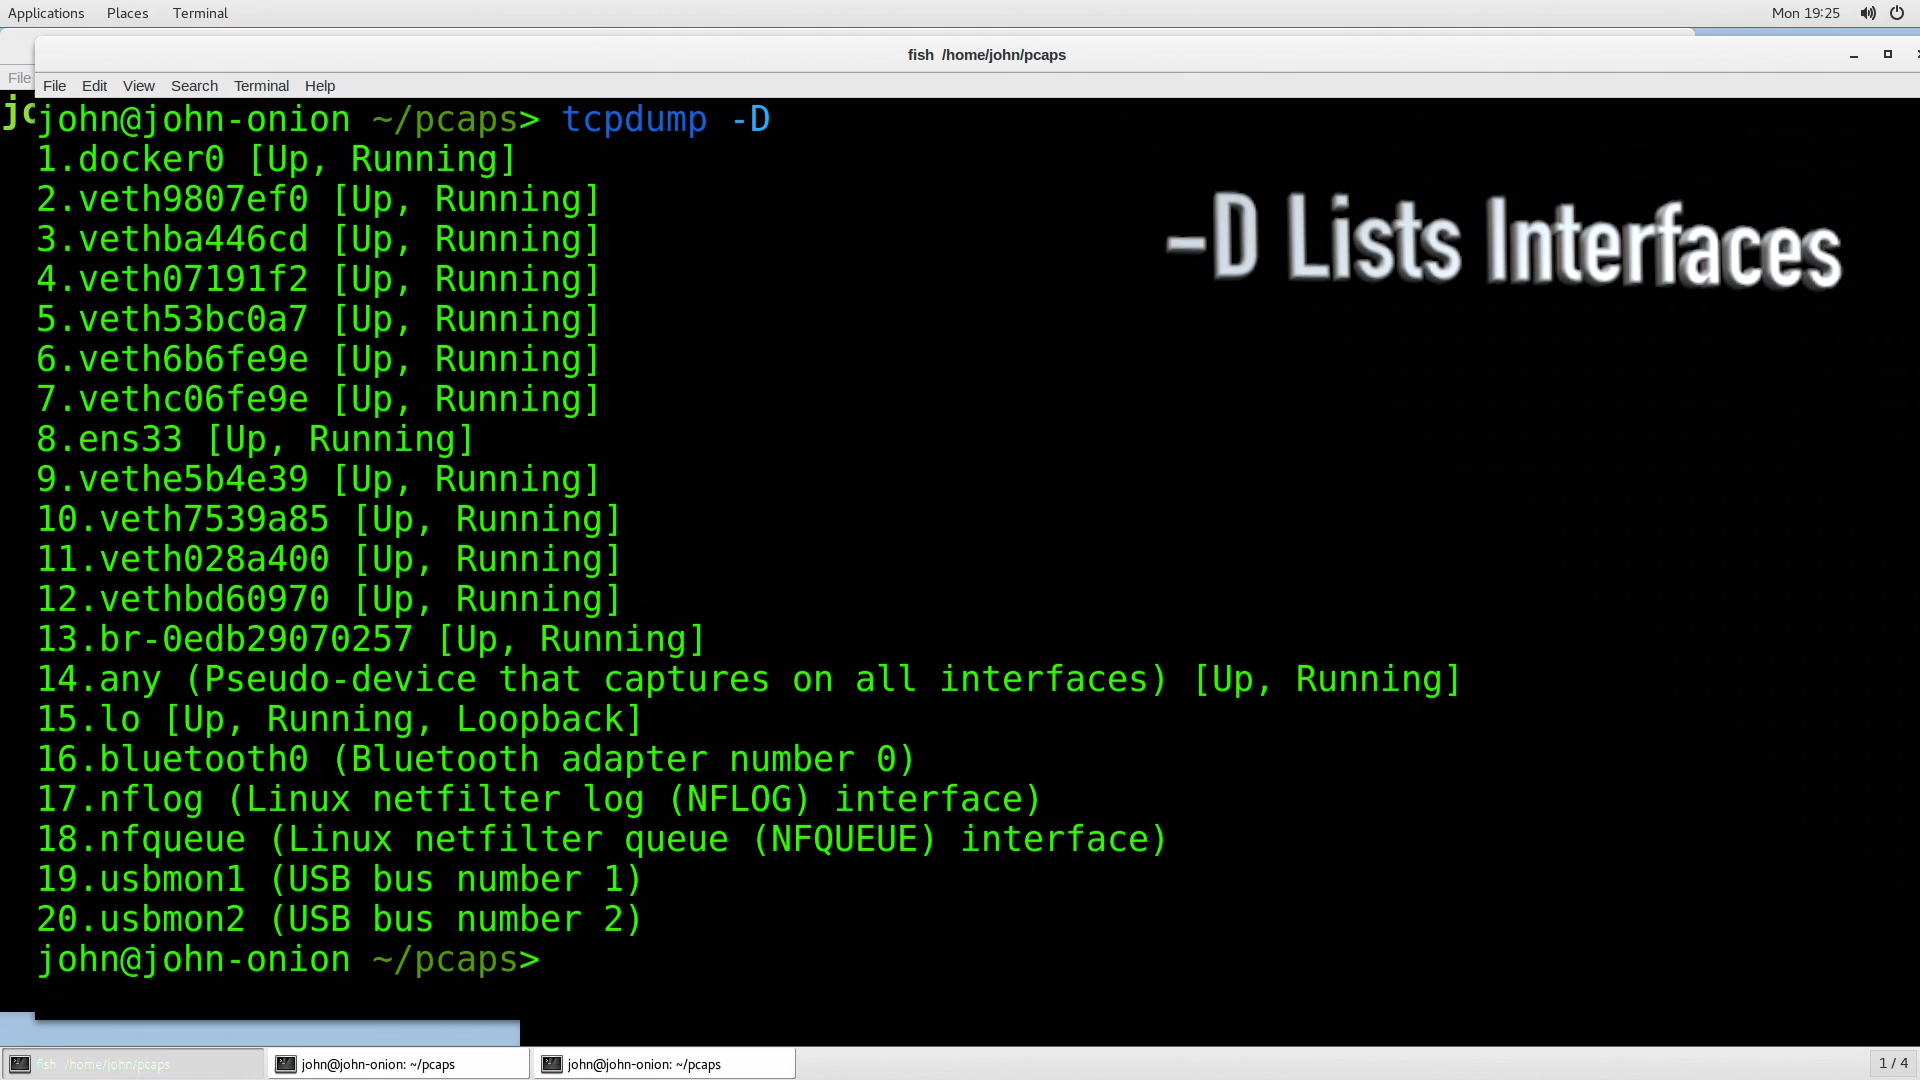 Applications Places Terminal Mon 19:25
fish /home/john/pcaps
File
File Edit View Search Terminal Help
jo
john@john-onion ~/pcaps> tcpdump -D
1.docker0 [Up, Running]
2.veth9807ef0 [Up, Running]
-D Lists Interfaces
3.vethba446cd [Up, Running]
4.veth07191f2 [Up, Running]
5.veth53bc0a7 [Up, Running]
6.veth6b6fe9e [Up, Running]
7.vethc06fe9e [Up, Running]
8.ens33 [Up, Running]
9.vethe5b4e39 [Up, Running]
10.veth7539a85 [Up, Running]
11.veth028a400 [Up, Running]
12.vethbd60970 [Up, Running]
13.br-0edb29070257 [Up, Running]
14.any (Pseudo-device that captures on all interfaces) [Up, Running]
15.lo [Up, Running, Loopback]
16.bluetooth0 (Bluetooth adapter number 0)
17.nflog (Linux netfilter log (NFLOG) interface)
18.nfqueue (Linux netfilter queue (NFQUEUE) interface)
19.usbmon1 (USB bus number 1)
20.usbmon2 (USB bus number 2)
john@john-onion ~/pcaps>
fish /home/john/pcaps john@john-onion: ~/pcaps john@john-onion: ~/pcaps 1 / 4